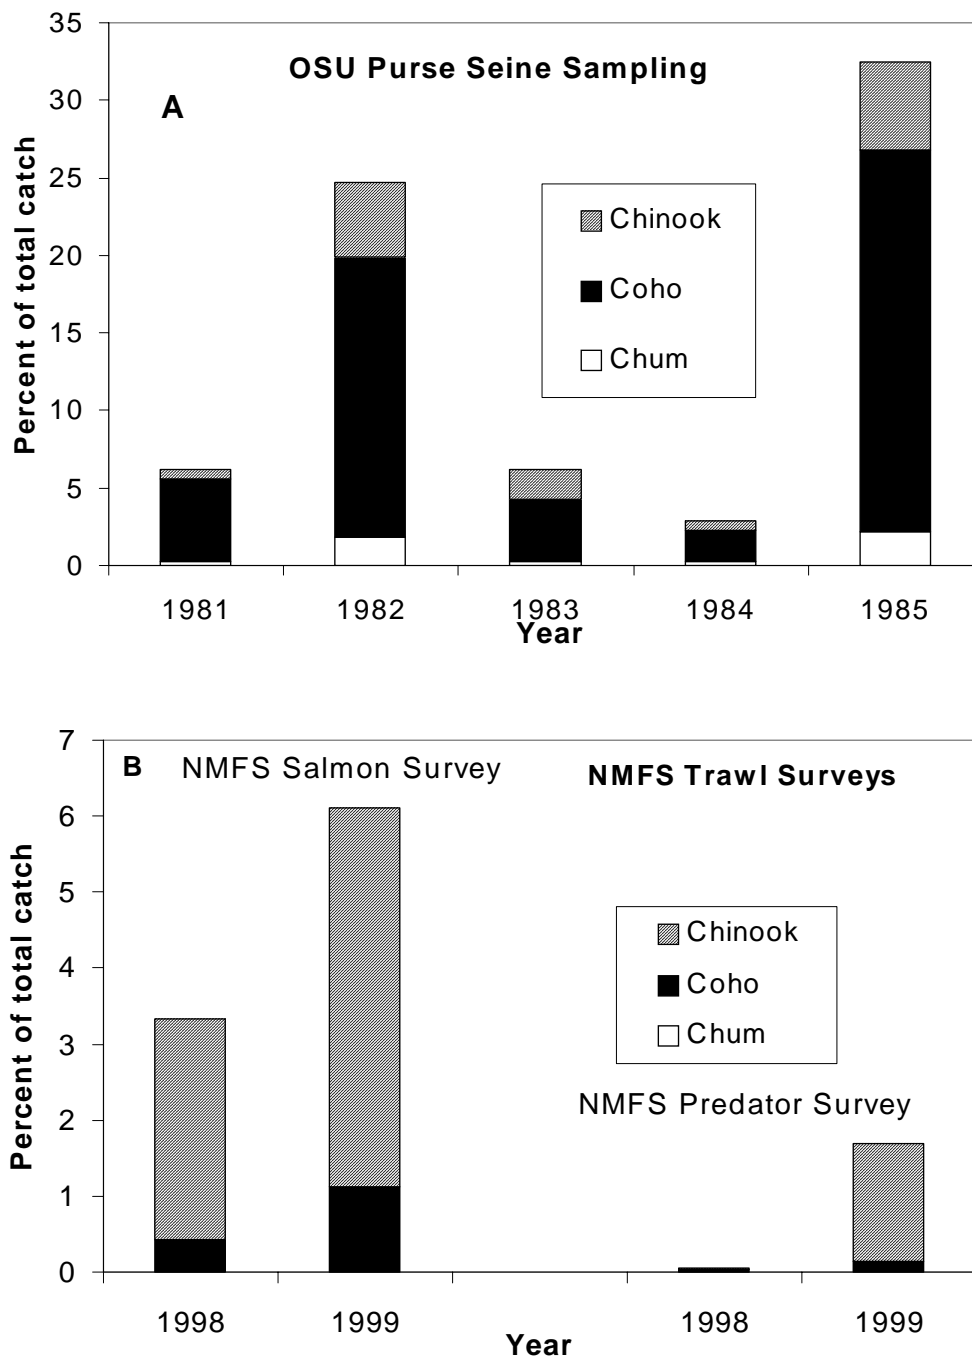 35
30
25
20
15
10
5
0
Percent of total catch
OSU Purse Seine Sampling
A
Chinook
Coho
Chum
1981 1982 1983 1984 1985
Year
7
6
5
4
3
2
1
0
Percent of total catch
B NMFS Salmon Survey
NMFS Trawl Surveys
Chinook
Coho
Chum
NMFS Predator Survey
1998 1999 1998 1999
Year